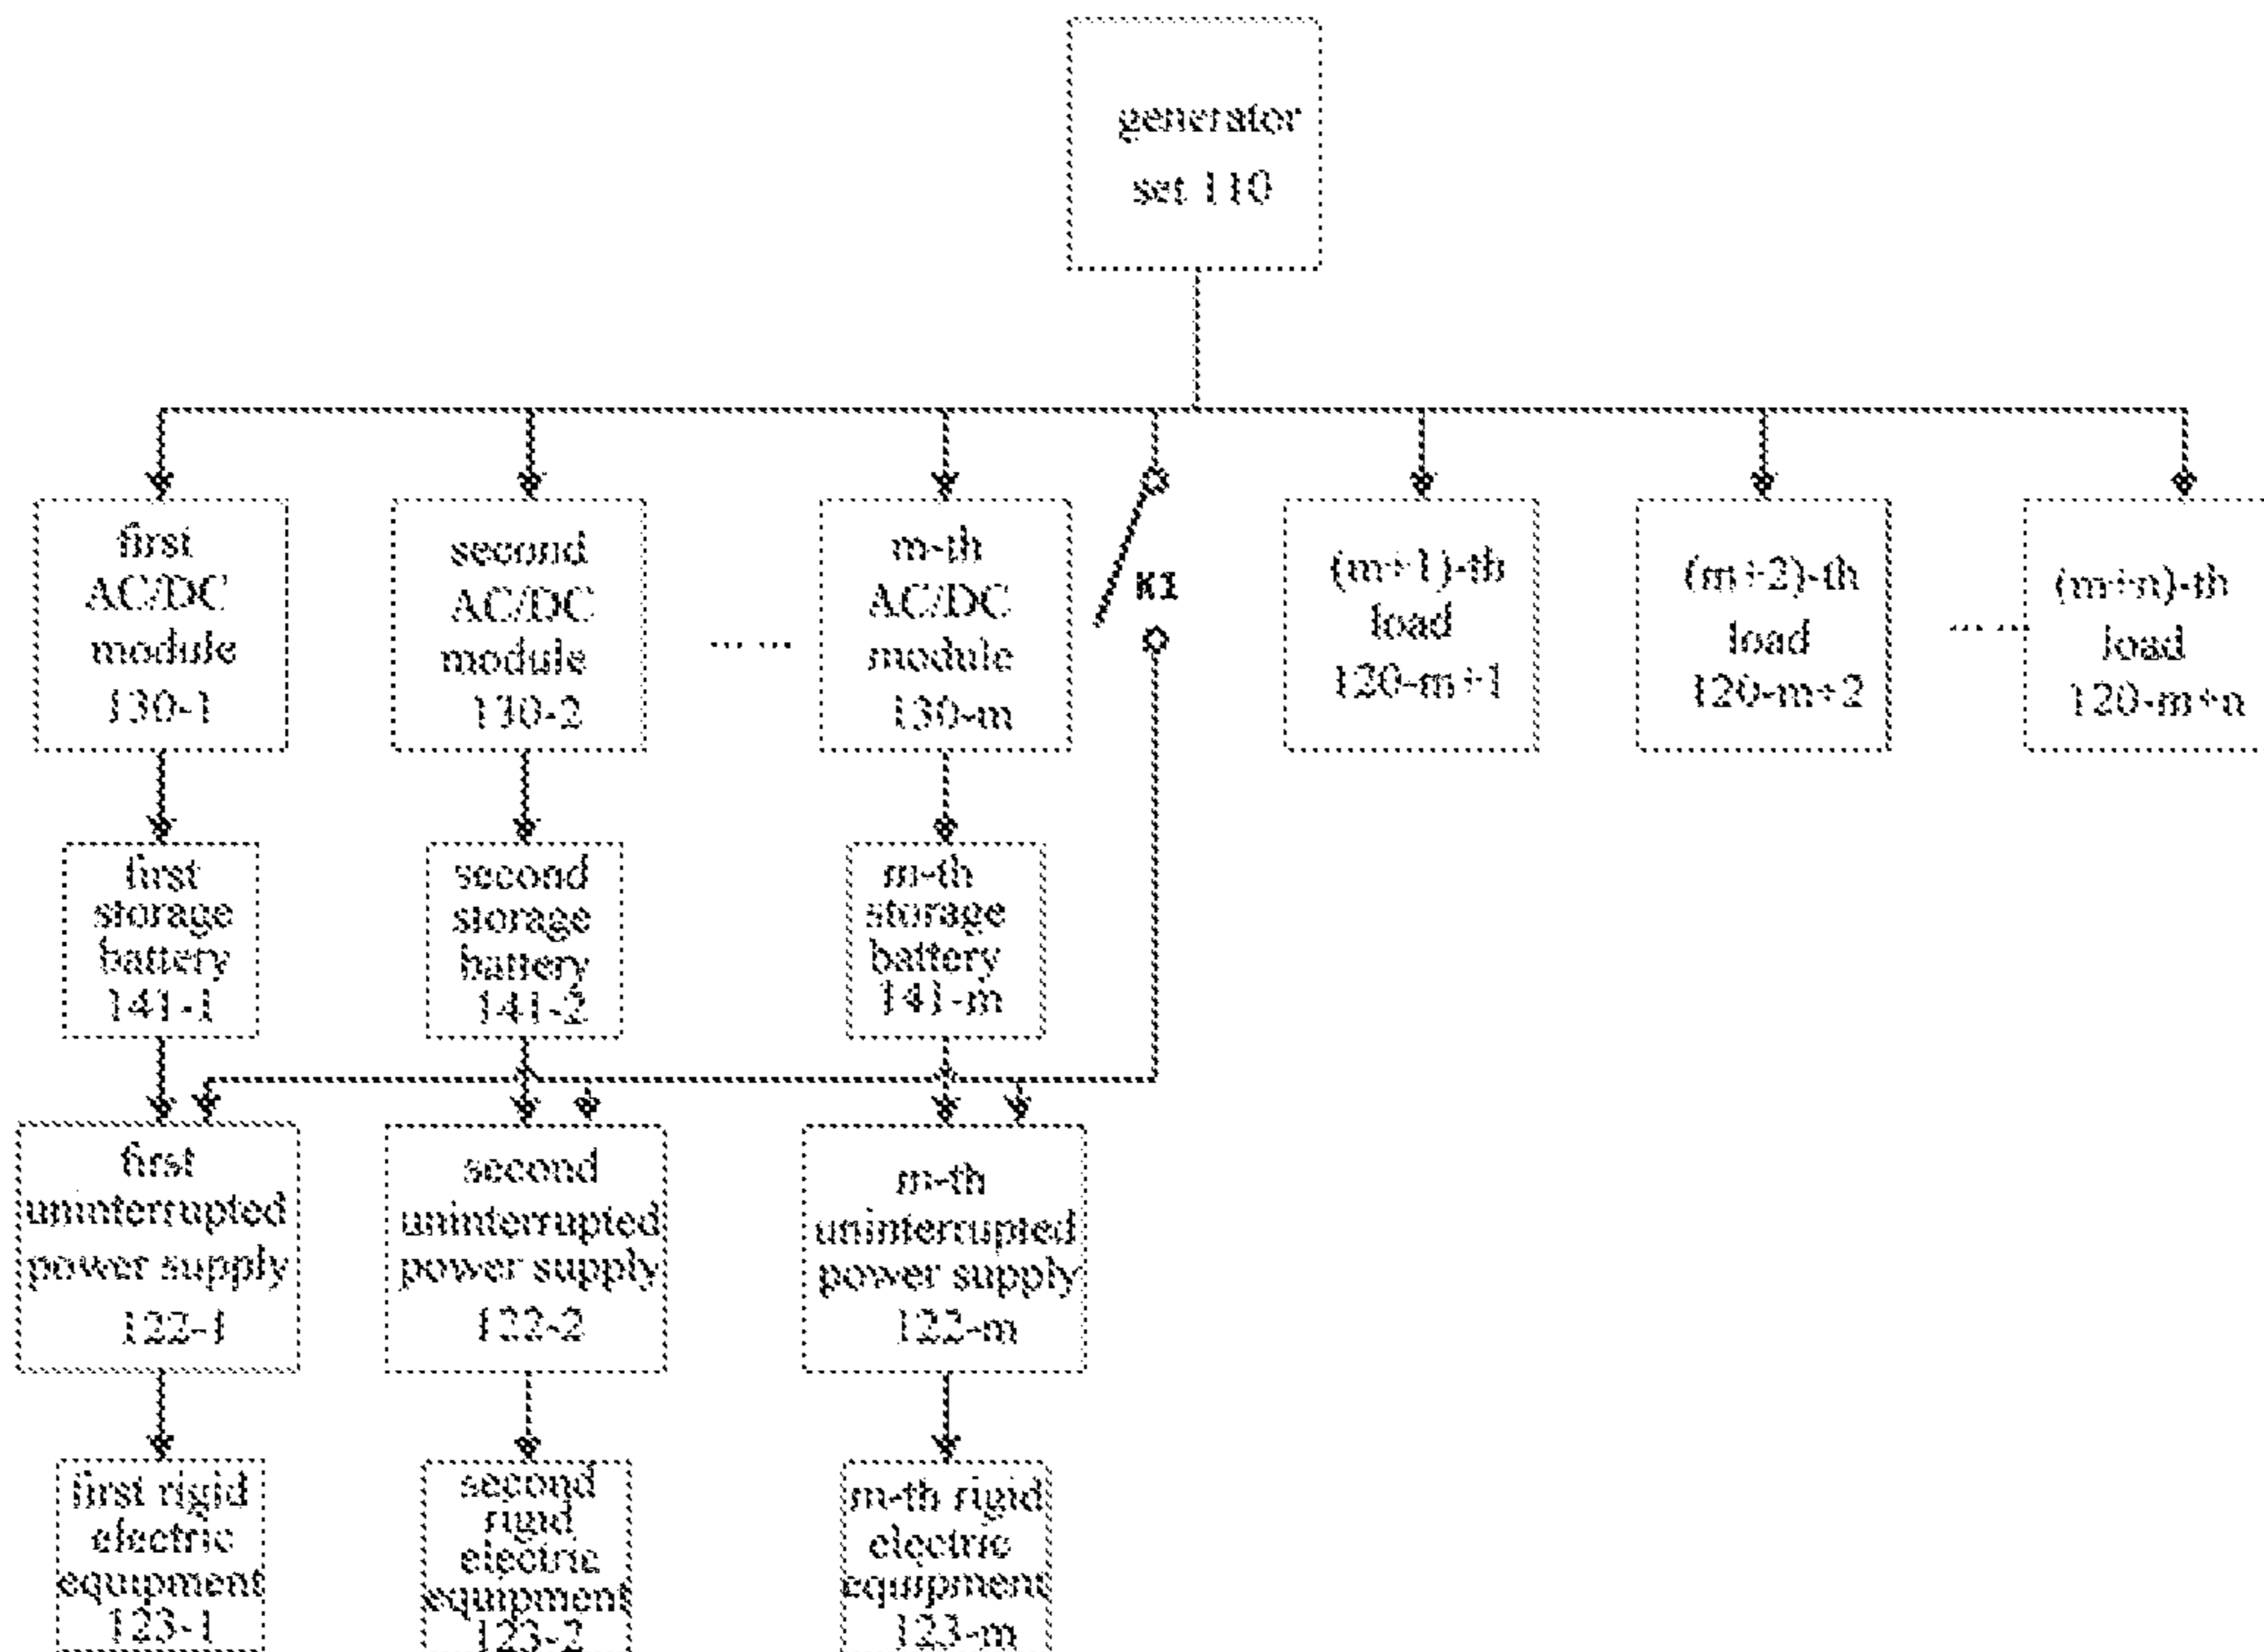 generator
set 110
first
AC/DC
module
130-1
second
AC/DC
module
130-2
... ...
m-th
AC/DC
module
130-m
K1
(m+1)-th
load
120-m+1
(m+2)-th
load
120-m+2
... ...
(m+n)-th
load
120-m+n
first
storage
battery
141-1
second
storage
battery
141-2
m-th
storage
battery
141-m
first
uninterrupted
power supply
122-1
second
uninterrupted
power supply
122-2
m-th
uninterrupted
power supply
122-m
first rigid
electric
equipment
123-1
second
rigid
electric
equipment
123-2
m-th rigid
electric
equipment
123-m